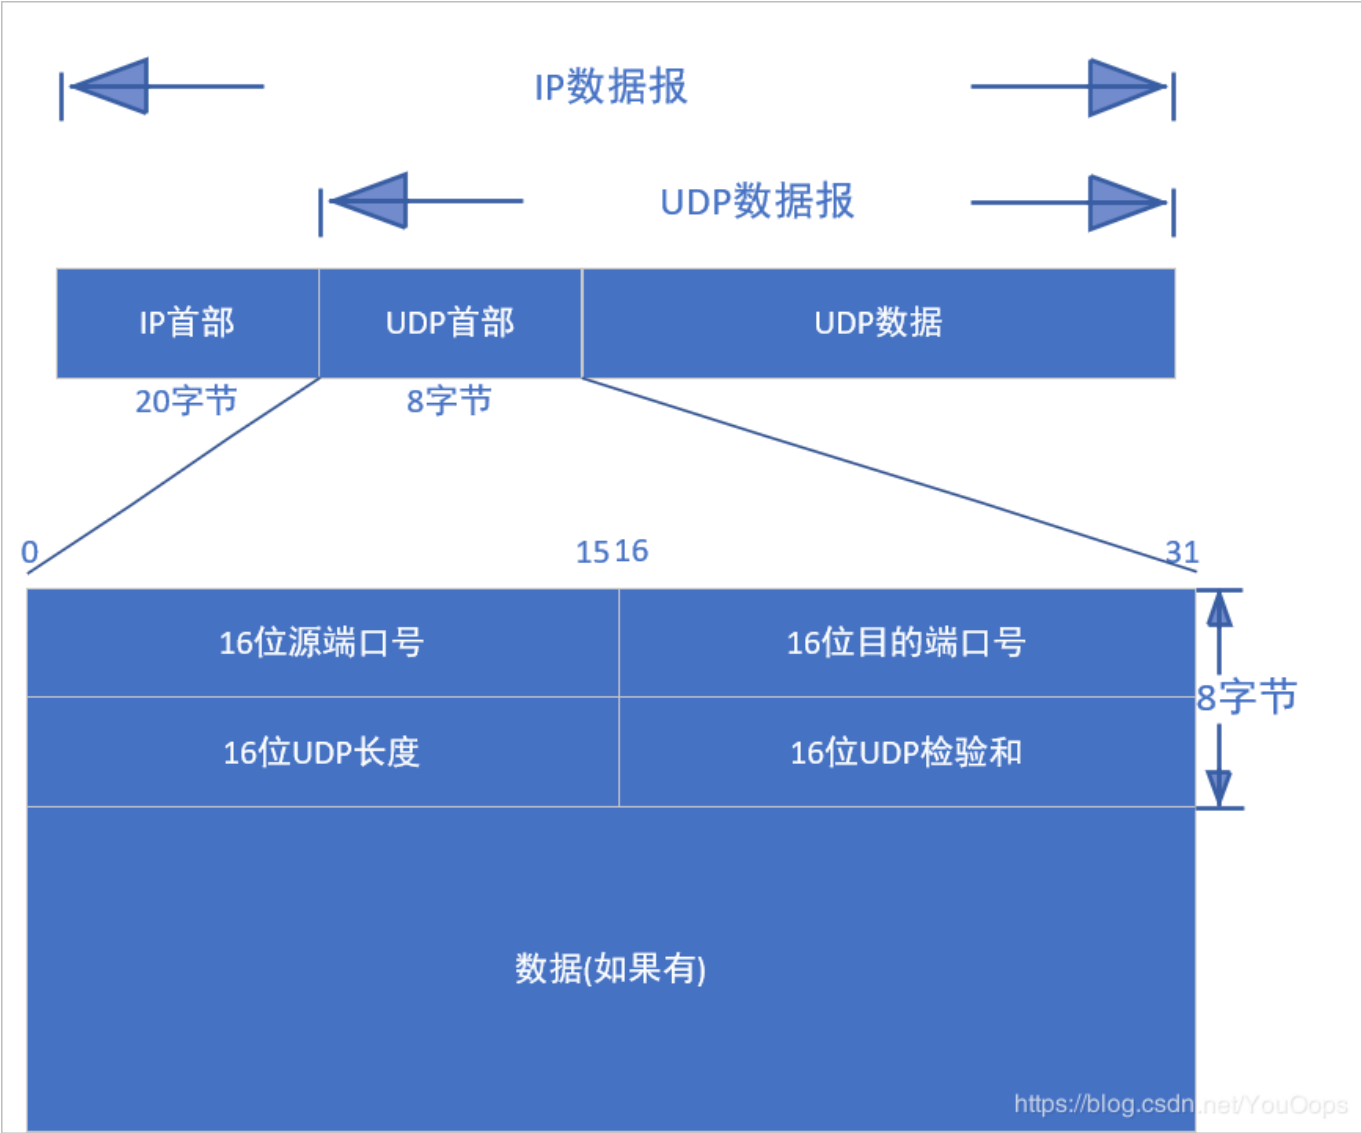 IP数据报
UDP数据报
IP首部 UDP首部 UDP数据
20字节 8字节
0 15 16 31
16位源端口号 16位目的端口号
8字节
16位UDP长度 16位UDP检验和
数据(如果有)
https://blog.csdn.net/YouOops